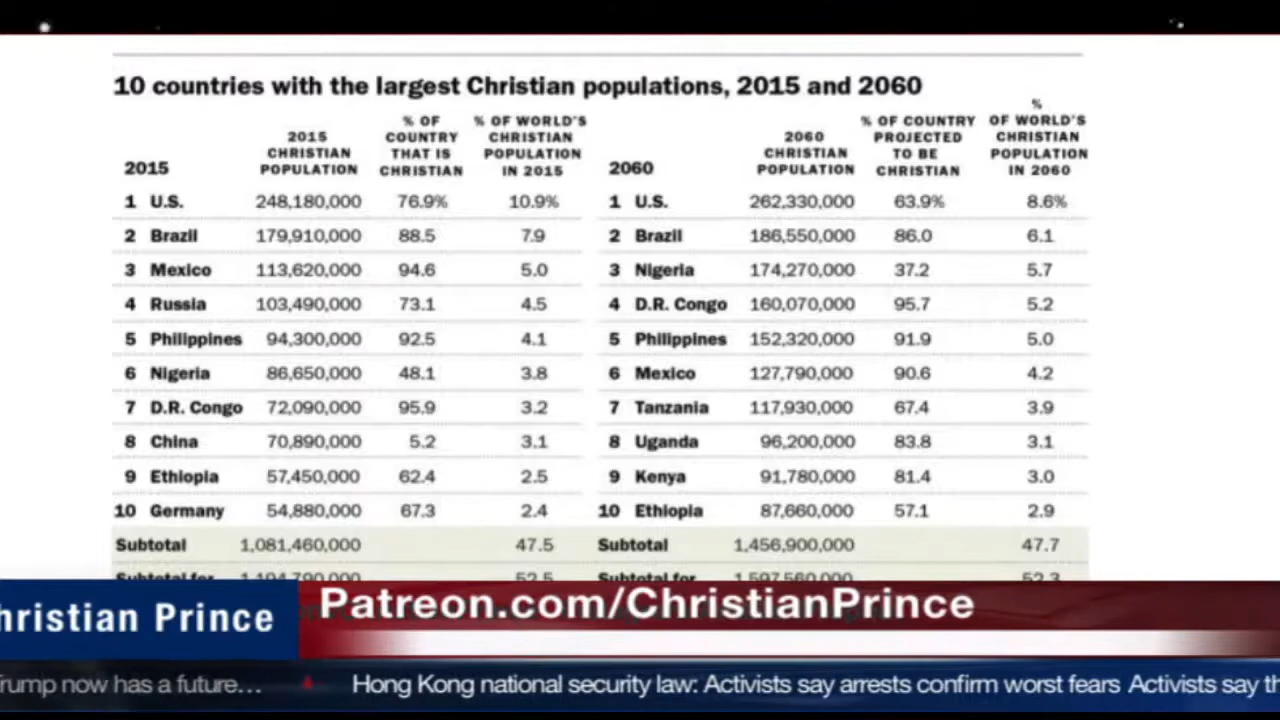 10 countries with the largest Christian populations, 2015 and 2060
2015 2015 CHRISTIAN POPULATION % OF COUNTRY THAT IS CHRISTIAN % OF WORLD'S CHRISTIAN POPULATION IN 2015 2060 2060 CHRISTIAN POPULATION % OF COUNTRY PROJECTED TO BE CHRISTIAN % OF WORLD'S CHRISTIAN POPULATION IN 2060
1 U.S. 248,180,000 76.9% 10.9% 1 U.S. 262,330,000 63.9% 8.6%
2 Brazil 179,910,000 88.5 7.9 2 Brazil 186,550,000 86.0 6.1
3 Mexico 113,620,000 94.6 5.0 3 Nigeria 174,270,000 37.2 5.7
4 Russia 103,490,000 73.1 4.5 4 D.R. Congo 160,070,000 95.7 5.2
5 Philippines 94,300,000 92.5 4.1 5 Philippines 152,320,000 91.9 5.0
6 Nigeria 86,650,000 48.1 3.8 6 Mexico 127,790,000 90.6 4.2
7 D.R. Congo 72,090,000 95.9 3.2 7 Tanzania 117,930,000 67.4 3.9
8 China 70,890,000 5.2 3.1 8 Uganda 96,200,000 83.8 3.1
9 Ethiopia 57,450,000 62.4 2.5 9 Kenya 91,780,000 81.4 3.0
10 Germany 54,880,000 67.3 2.4 10 Ethiopia 87,660,000 57.1 2.9
Subtotal 1,081,460,000 47.5 Subtotal 1,456,900,000 47.7
Subtotal for 52.5 Subtotal for 1,597,560,000 52.3
hristian Prince Patreon.com/ChristianPrince
Trump now has a future... Hong Kong national security law: Activists say arrests confirm worst fears Activists say th